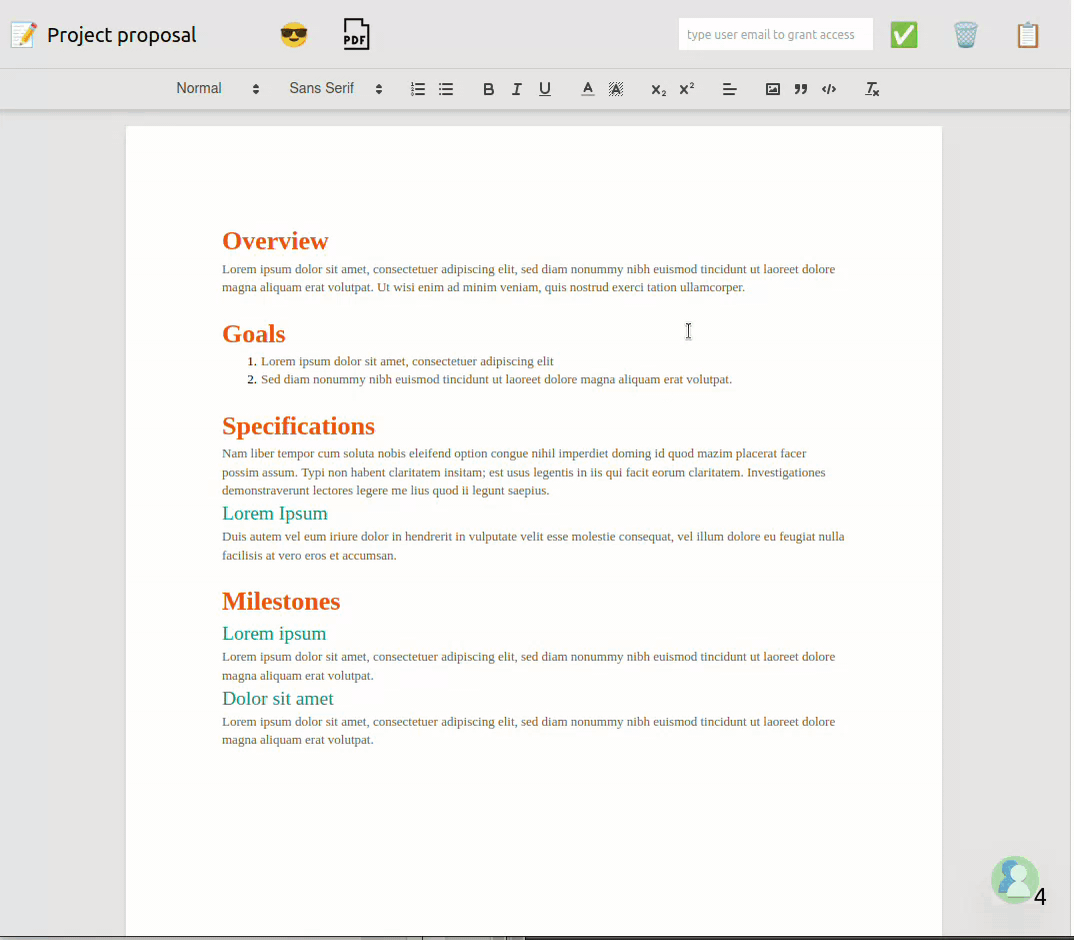 Project proposal
PDF
type user email to grant access
Normal
Sans Serif
B I U A X₂ X²
Overview
Lorem ipsum dolor sit amet, consectetuer adipiscing elit, sed diam nonummy nibh euismod tincidunt ut laoreet dolore
magna aliquam erat volutpat. Ut wisi enim ad minim veniam, quis nostrud exerci tation ullamcorper.
Goals
1. Lorem ipsum dolor sit amet, consectetuer adipiscing elit
2. Sed diam nonummy nibh euismod tincidunt ut laoreet dolore magna aliquam erat volutpat.
Specifications
Nam liber tempor cum soluta nobis eleifend option congue nihil imperdiet doming id quod mazim placerat facer
possim assum. Typi non habent claritatem insitam; est usus legentis in iis qui facit eorum claritatem. Investigationes
demonstraverunt lectores legere me lius quod ii legunt saepius.
Lorem Ipsum
Duis autem vel eum iriure dolor in hendrerit in vulputate velit esse molestie consequat, vel illum dolore eu feugiat nulla
facilisis at vero eros et accumsan.
Milestones
Lorem ipsum
Lorem ipsum dolor sit amet, consectetuer adipiscing elit, sed diam nonummy nibh euismod tincidunt ut laoreet dolore
magna aliquam erat volutpat.
Dolor sit amet
Lorem ipsum dolor sit amet, consectetuer adipiscing elit, sed diam nonummy nibh euismod tincidunt ut laoreet dolore
magna aliquam erat volutpat.
4